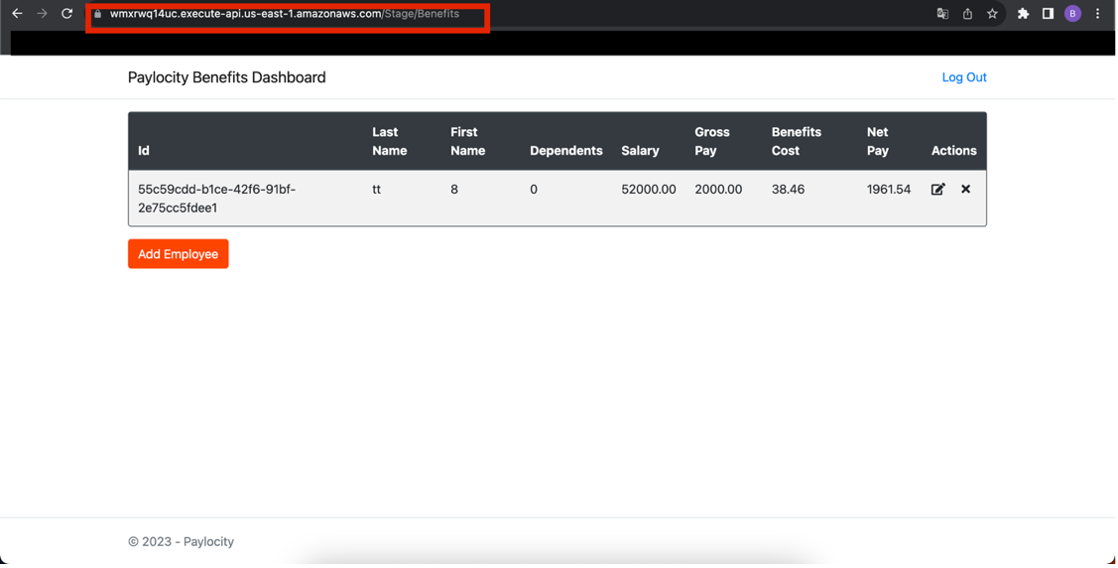 wmxrwq14uc.execute-api.us-east-1.amazonaws.com/Stage/Benefits
B
Paylocity Benefits Dashboard
Log Out
Id
Last Name
First Name
Dependents
Salary
Gross Pay
Benefits Cost
Net Pay
Actions
55c59cdd-b1ce-42f6-91bf-
2e75cc5fdee1
tt
8
0
52000.00
2000.00
38.46
1961.54
Add Employee
© 2023 - Paylocity